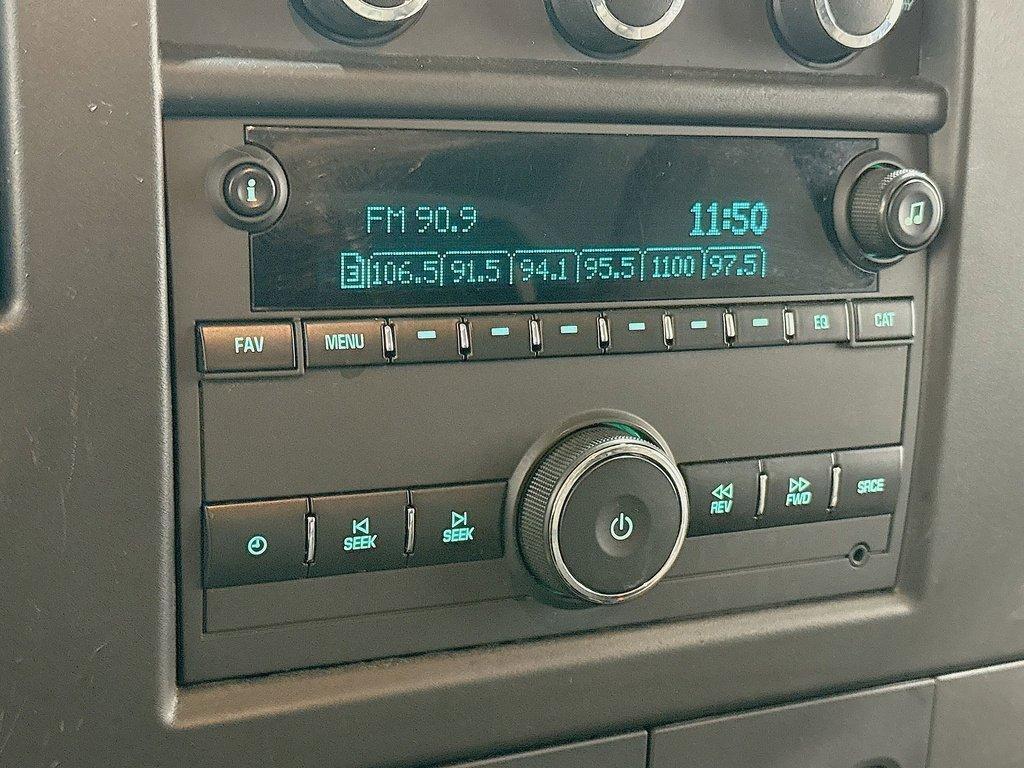 i
FM 90.9 11:50
3 106.5 91.5 94.1 95.5 1100 97.5
FAV MENU EQ CAT
SEEK SEEK REV FWD SRCE